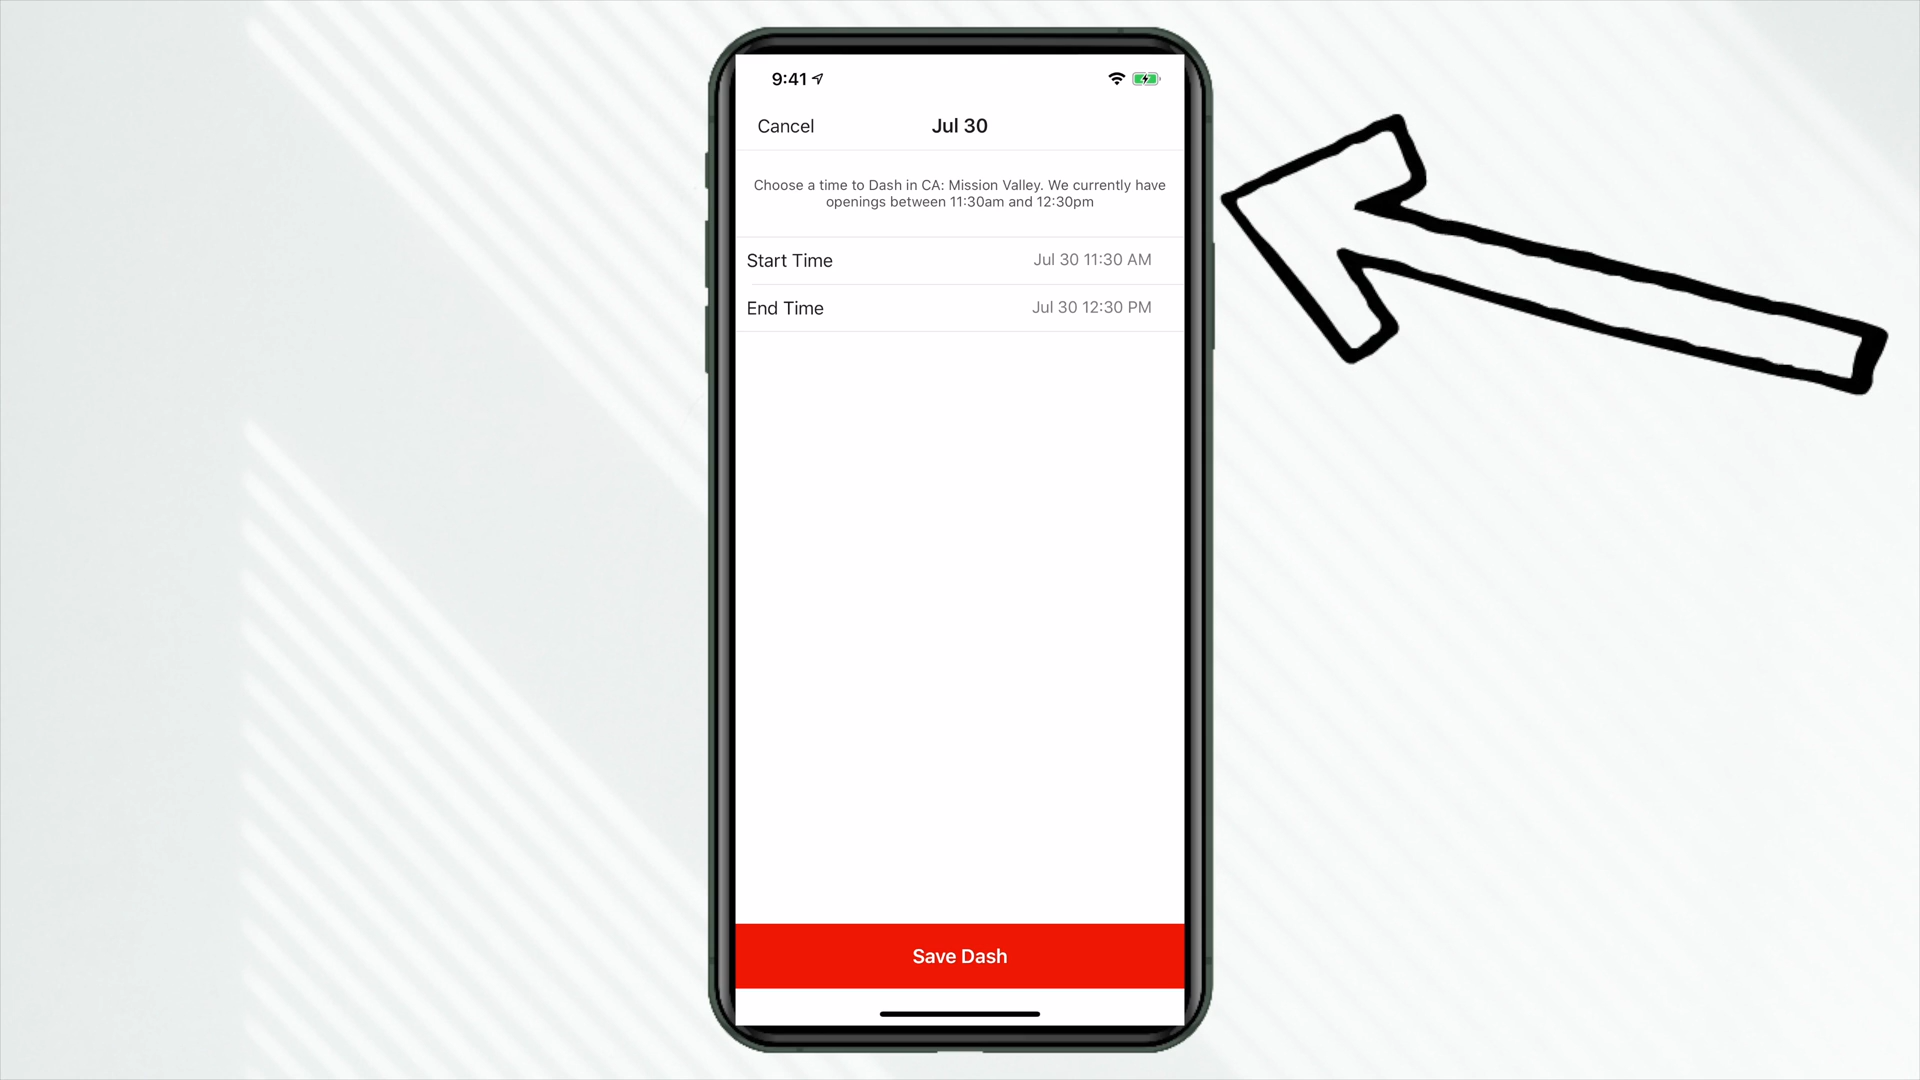 9:41
Cancel
Jul 30
Choose a time to Dash in CA: Mission Valley. We currently have
openings between 11:30am and 12:30pm
Start Time
Jul 30 11:30 AM
End Time
Jul 30 12:30 PM
Save Dash